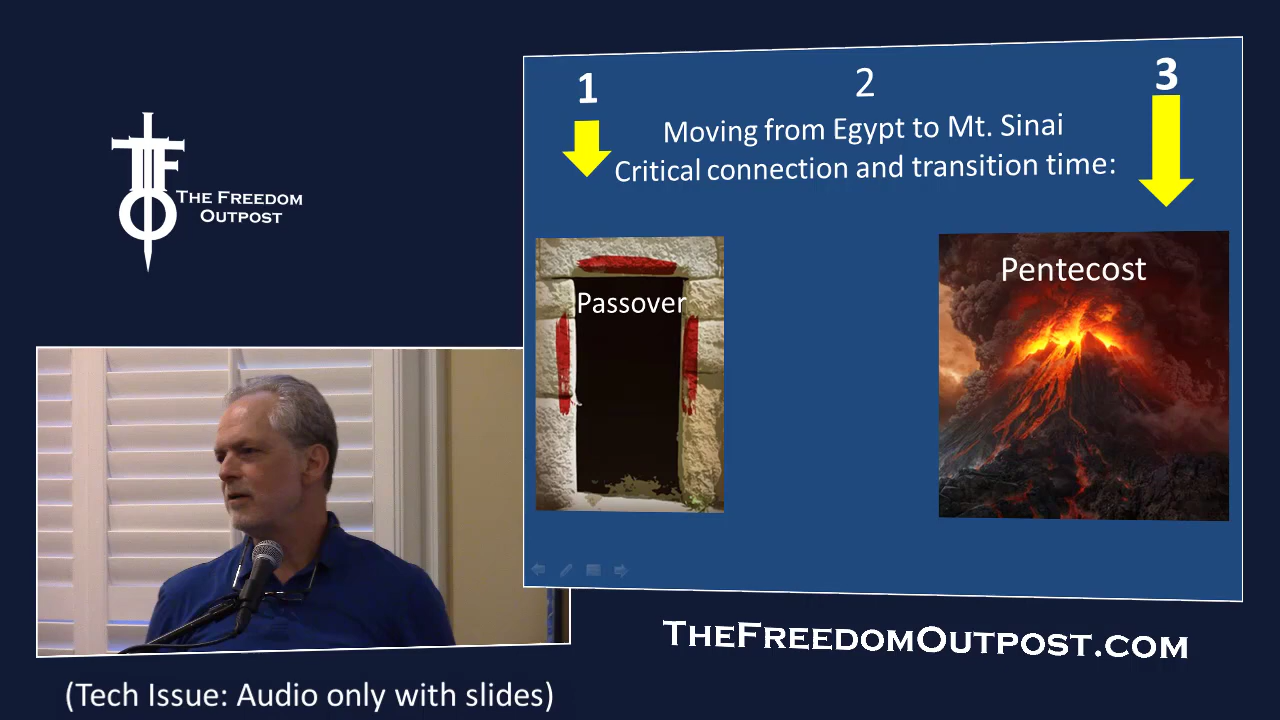 The Freedom
Outpost
1
2
3
Moving from Egypt to Mt. Sinai
Critical connection and transition time:
Passover
Pentecost
TheFreedomOutpost.com
(Tech Issue: Audio only with slides)